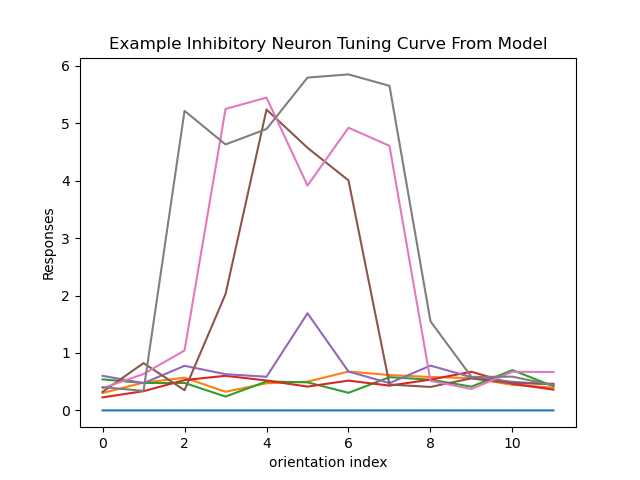 Example Inhibitory Neuron Tuning Curve From Model
6
5
4
3
2
1
0
Responses
0 2 4 6 8 10
orientation index